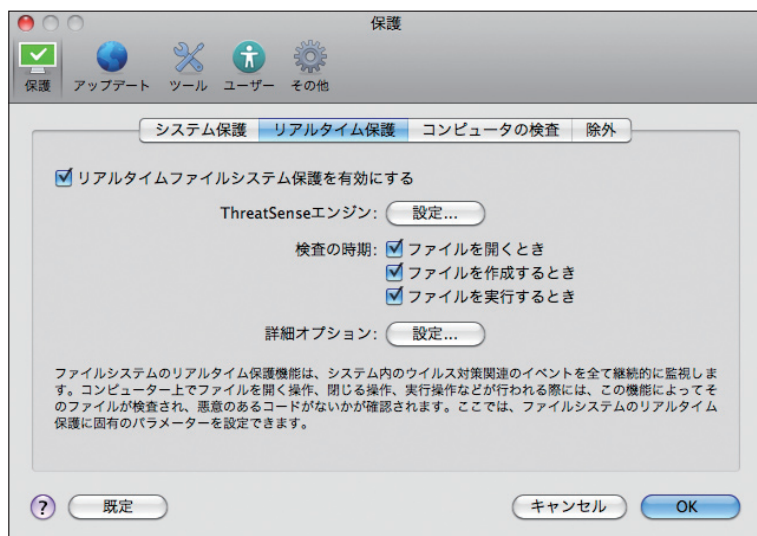 保護
保護 アップデート ツール ユーザー その他
システム保護 リアルタイム保護 コンピュータの検査 除外
リアルタイムファイルシステム保護を有効にする
ThreatSenseエンジン: 設定...
検査の時期: ファイルを開くとき
ファイルを作成するとき
ファイルを実行するとき
詳細オプション: 設定...
ファイルシステムのリアルタイム保護機能は、システム内のウイルス対策関連のイベントを全て継続的に監視しま
す。コンピューター上でファイルを開く操作、閉じる操作、実行操作などが行われる際には、この機能によってそ
のファイルが検査され、悪意のあるコードがないかが確認されます。ここでは、ファイルシステムのリアルタイム
保護に固有のパラメーターを設定できます。
? 既定 キャンセル OK